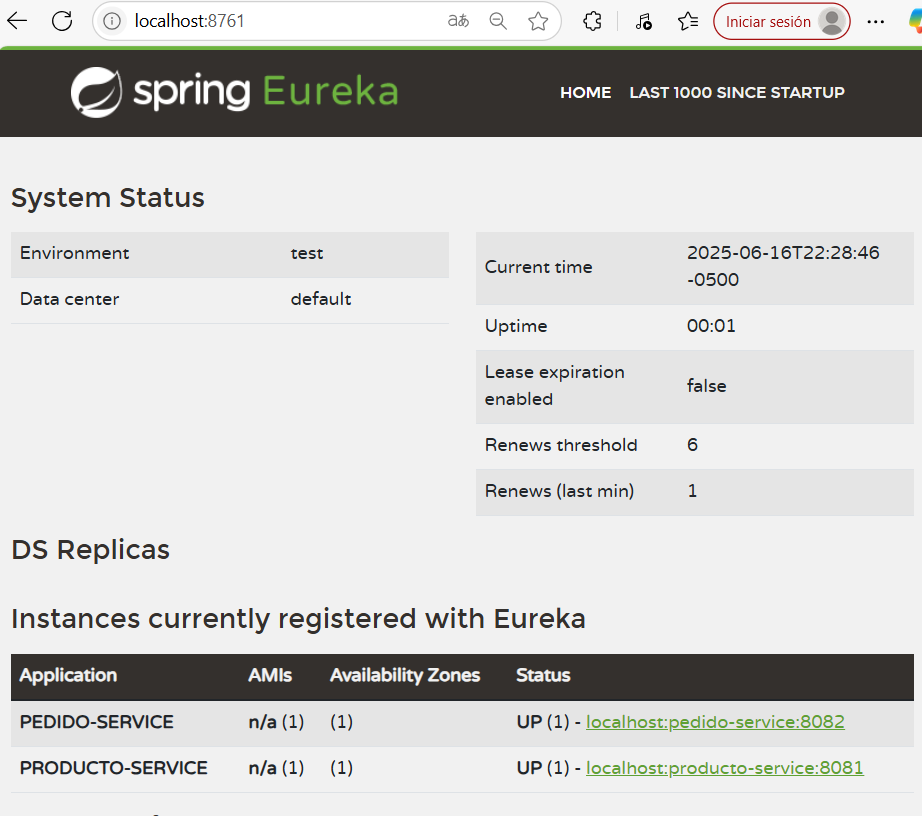 localhost:8761
Iniciar sesión
spring Eureka
HOME LAST 1000 SINCE STARTUP
System Status
Environment test
Data center default
Current time 2025-06-16T22:28:46
-0500
Uptime 00:01
Lease expiration
enabled false
Renews threshold 6
Renews (last min) 1
DS Replicas
Instances currently registered with Eureka
Application AMIs Availability Zones Status
PEDIDO-SERVICE n/a (1) (1) UP (1) - localhost:pedido-service:8082
PRODUCTO-SERVICE n/a (1) (1) UP (1) - localhost:producto-service:8081